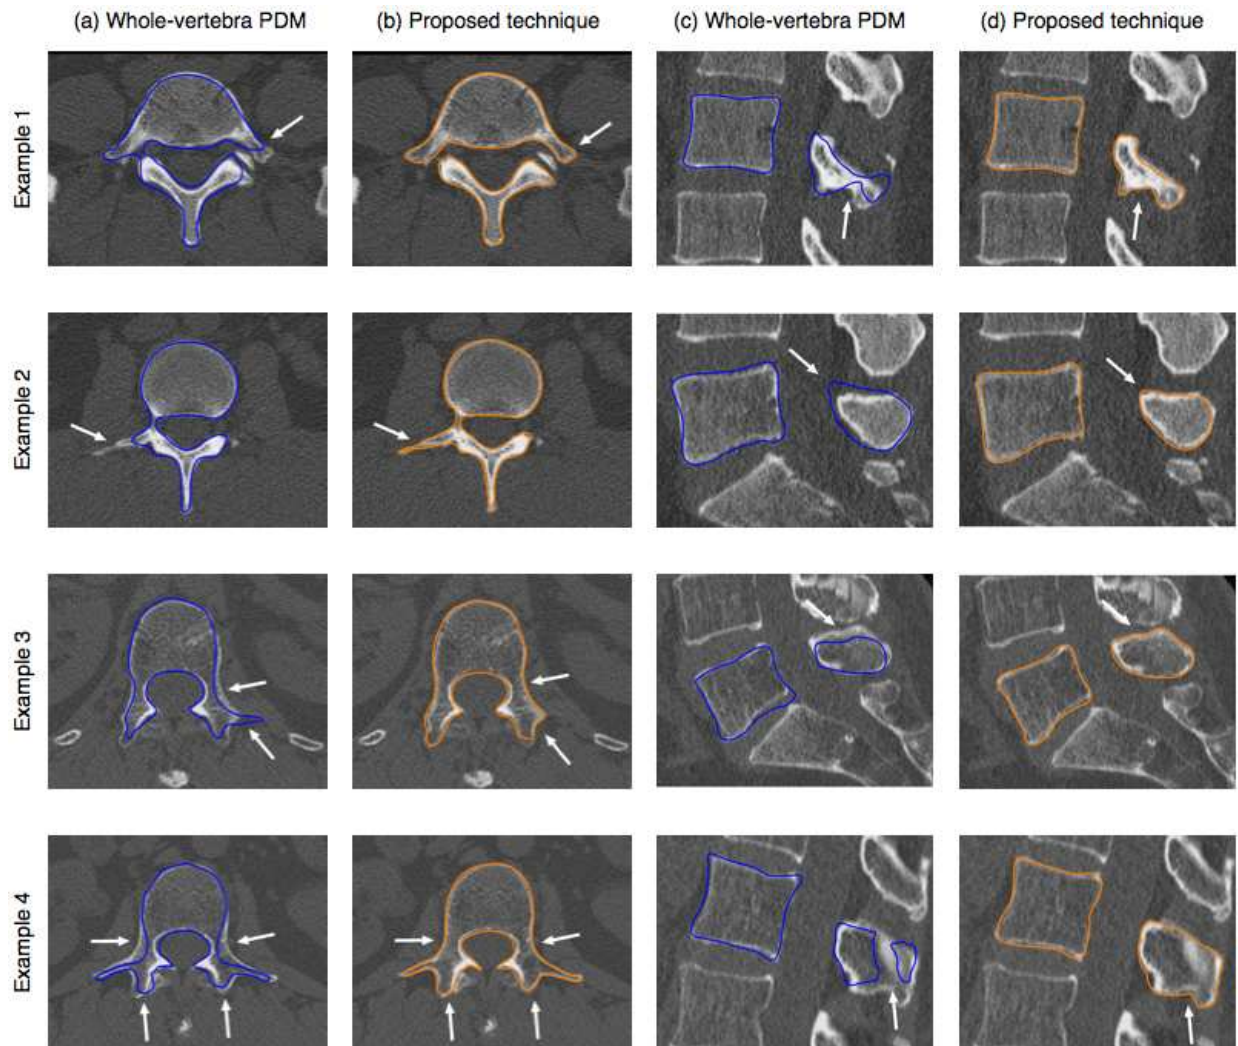 (a) Whole-vertebra PDM
(b) Proposed technique
(c) Whole-vertebra PDM
(d) Proposed technique
Example 1
Example 2
Example 3
Example 4